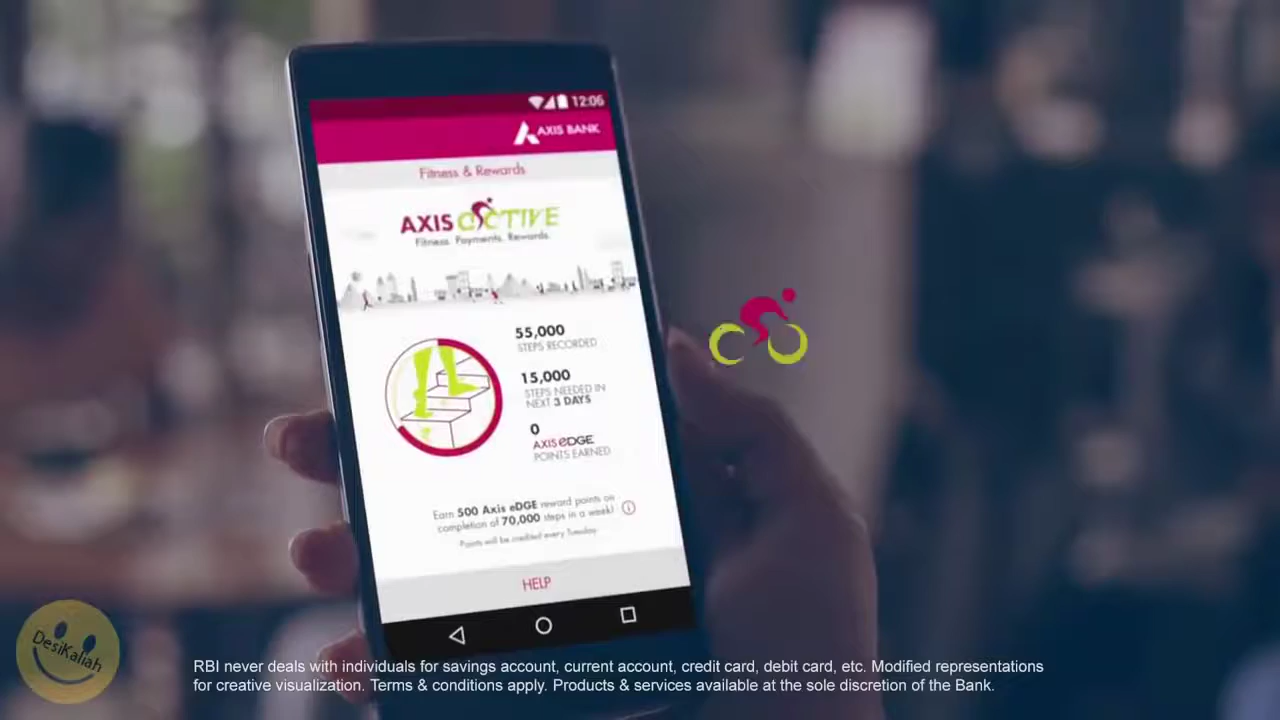 12:06
AXIS BANK
Fitness & Rewards
AXIS ACTIVE
Fitness. Payments. Rewards.
55,000
STEPS RECORDED
15,000
STEPS NEEDED IN
NEXT 3 DAYS
0
AXIS eDGE
POINTS EARNED
Earn 500 Axis eDGE reward points on
completion of 70,000 steps in a week!
Points will be credited every Tuesday
HELP
DesiKaliah
RBI never deals with individuals for savings account, current account, credit card, debit card, etc. Modified representations
for creative visualization. Terms & conditions apply. Products & services available at the sole discretion of the Bank.